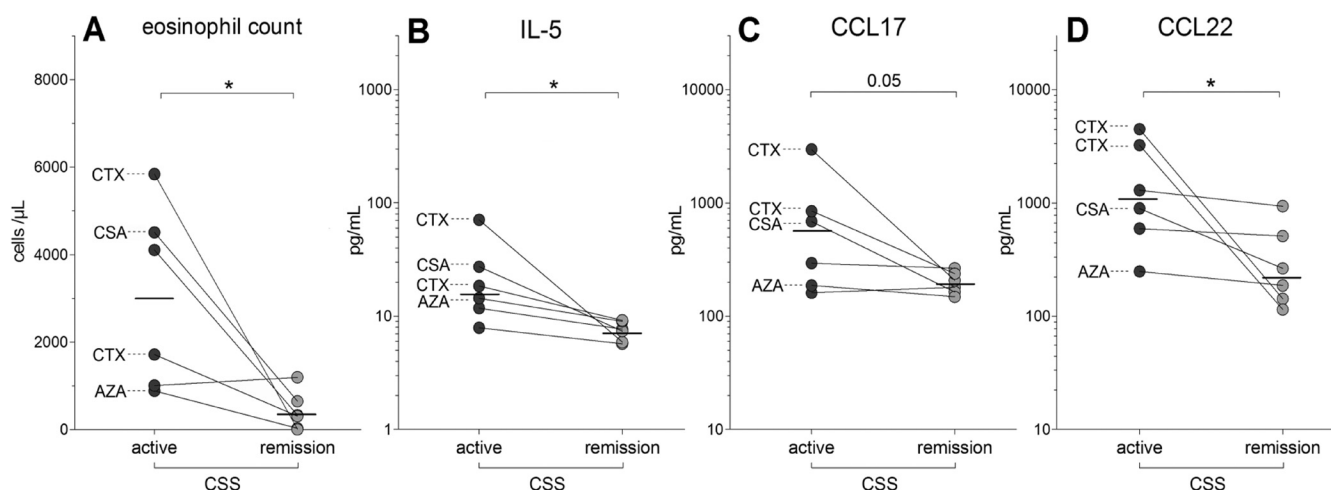 A eosinophil count
cells /µL
8000
6000
4000
2000
0
*
CTX
CSA
CTX
AZA
active remission
CSS
B IL-5
pg/mL
1000
100
10
1
*
CTX
CSA
CTX
AZA
active remission
CSS
C CCL17
pg/mL
10000
1000
100
10
0.05
CTX
CTX
CSA
AZA
active remission
CSS
D CCL22
pg/mL
10000
1000
100
10
*
CTX
CTX
CSA
AZA
active remission
CSS